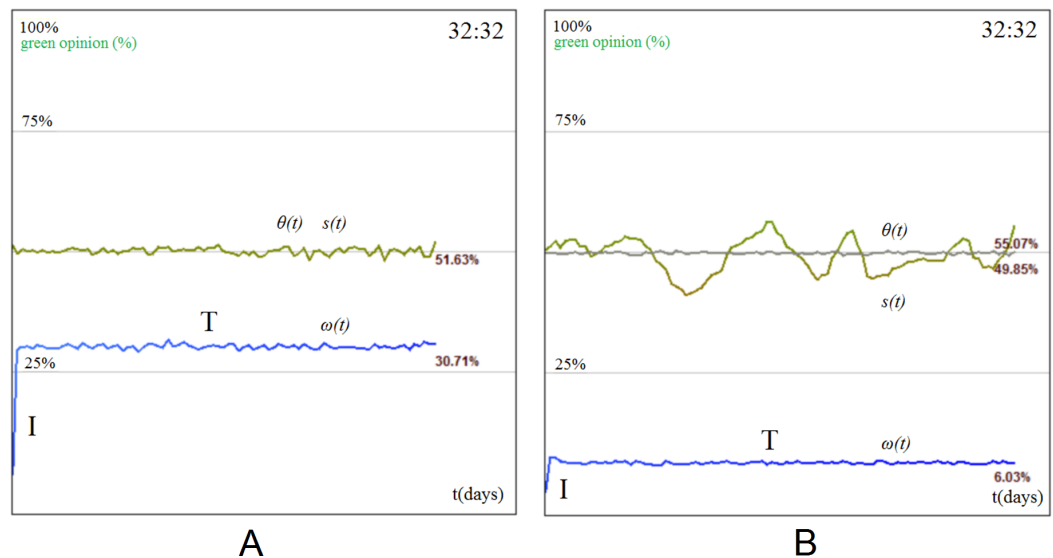 100%
32:32
green opinion (%)
75%
θ(t) s(t)
51.63%
T
ω(t)
30.71%
25%
I
t(days)
A
100%
32:32
green opinion (%)
75%
θ(t)
55.07%
49.85%
s(t)
25%
T
ω(t)
6.03%
I
t(days)
B